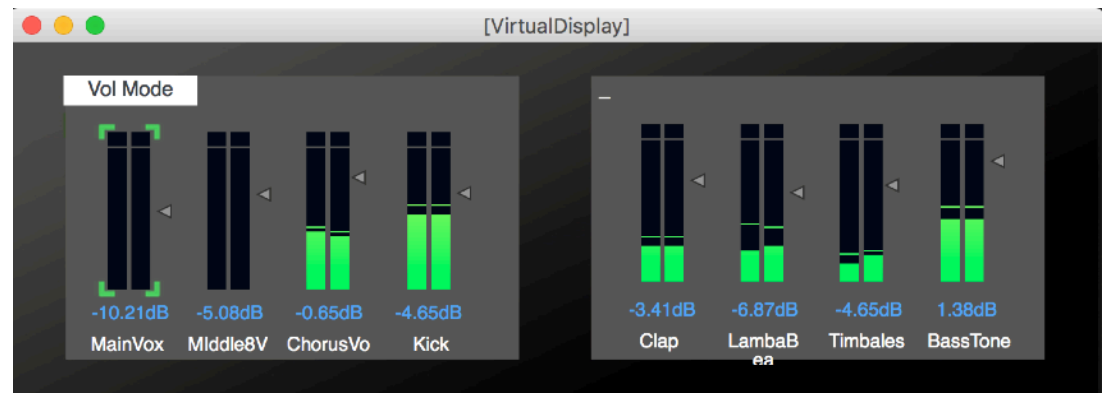 [VirtualDisplay]
Vol Mode
_
-10.21dB -5.08dB -0.65dB -4.65dB
MainVox MIddle8V ChorusVo Kick
-3.41dB -6.87dB -4.65dB 1.38dB
Clap LambaB Timbales BassTone
ea